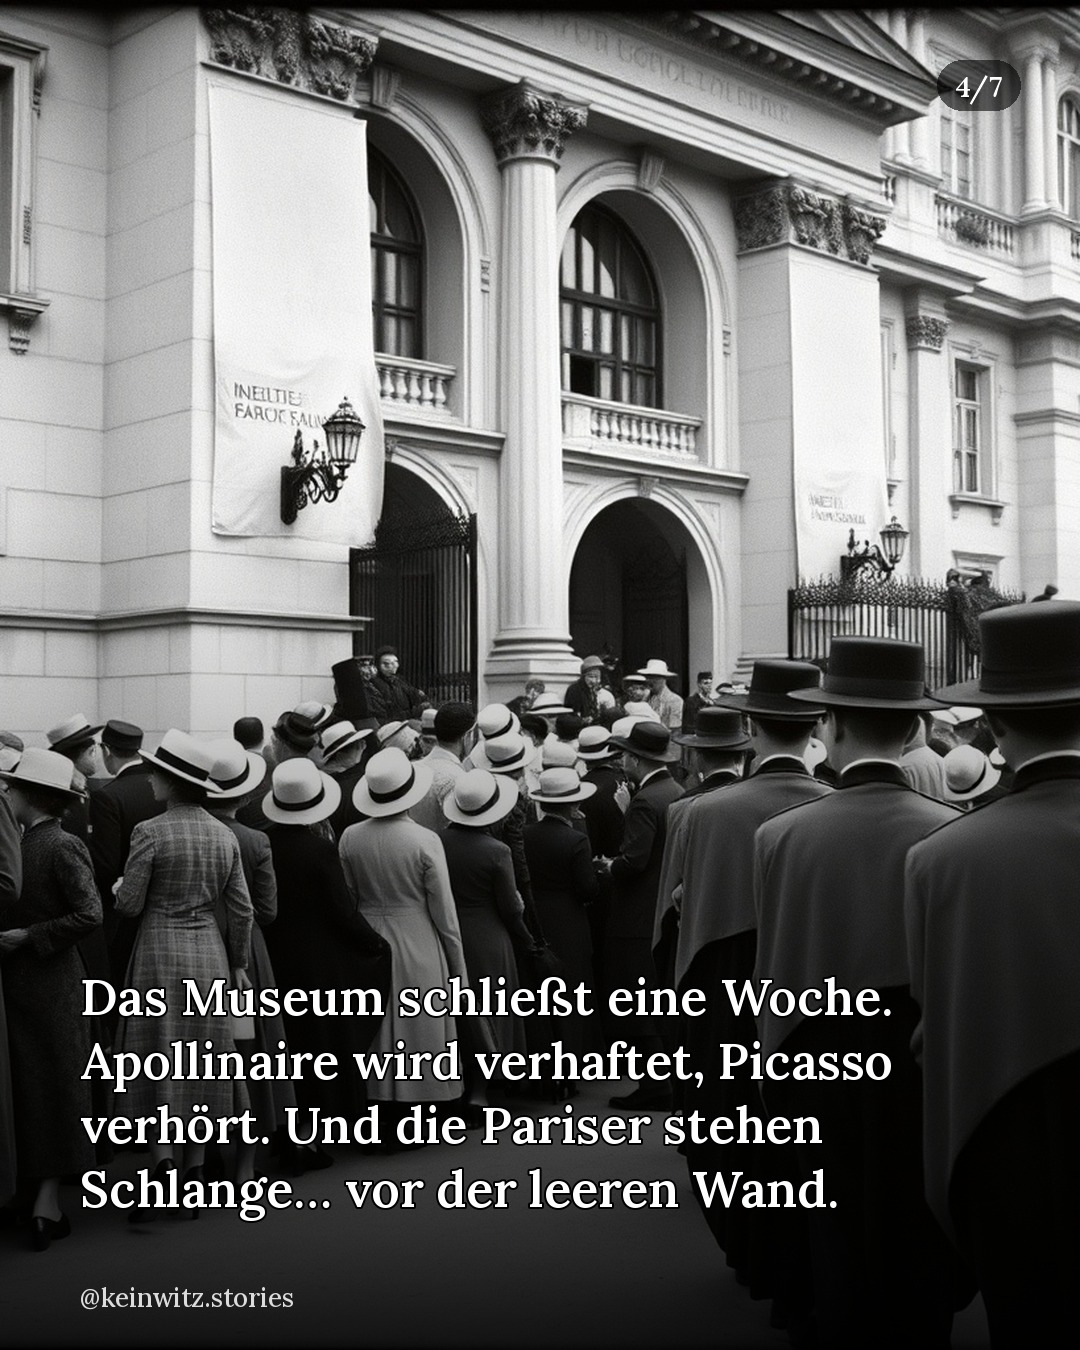 4/7
Das Museum schließt eine Woche.
Apollinaire wird verhaftet, Picasso
verhört. Und die Pariser stehen
Schlange... vor der leeren Wand.
@keinwitz.stories